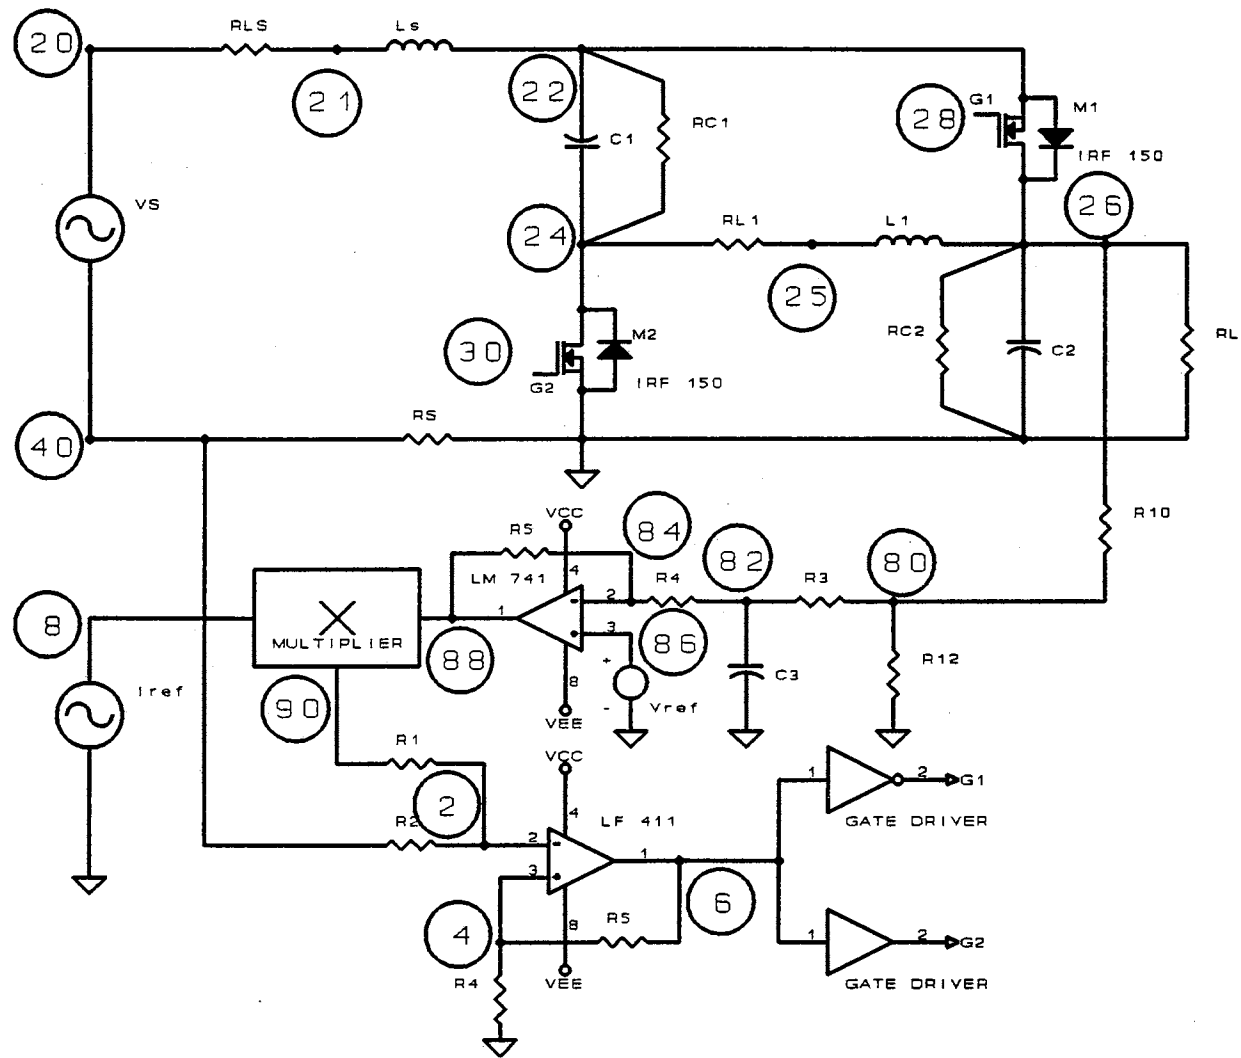 20
RLS
Ls
21
22
RC1
C1
28
G1
M1
IRF 150
26
VS
24
RL1
L1
25
30
M2
G2
IRF 150
RC2
C2
RL
40
RS
VCC
R5
84
82
80
R10
4
LM 741
2
R4
R3
1
8
X
MULTIPLIER
88
3
86
+
-
Vref
8
VEE
C3
R12
Iref
90
R1
2
R2
VCC
4
LF 411
2
1
3
8
VEE
4
R4
R5
6
1
2
G1
GATE DRIVER
1
2
G2
GATE DRIVER